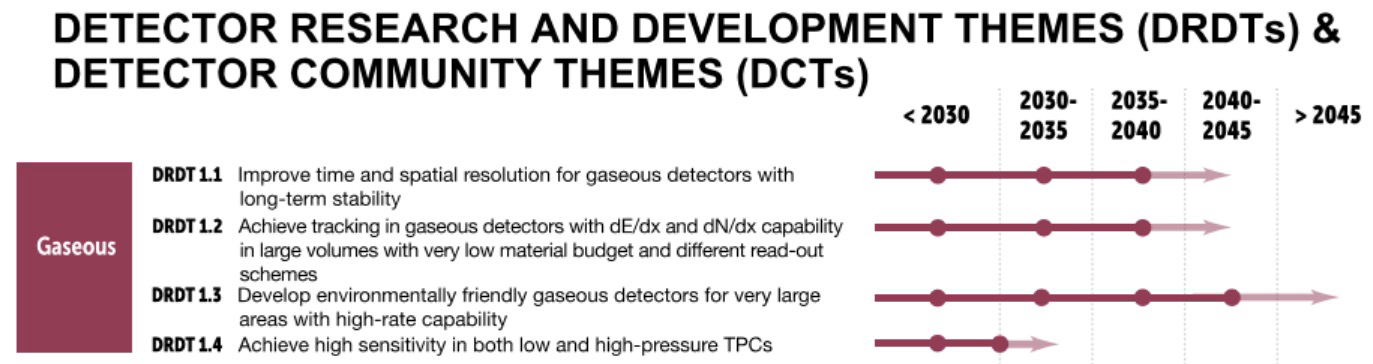 DETECTOR RESEARCH AND DEVELOPMENT THEMES (DRDTs) &
DETECTOR COMMUNITY THEMES (DCTs)
< 2030
2030-
2035
2035-
2040
2040-
2045
> 2045
Gaseous
DRDT 1.1 Improve time and spatial resolution for gaseous detectors with
long-term stability
DRDT 1.2 Achieve tracking in gaseous detectors with dE/dx and dN/dx capability
in large volumes with very low material budget and different read-out
schemes
DRDT 1.3 Develop environmentally friendly gaseous detectors for very large
areas with high-rate capability
DRDT 1.4 Achieve high sensitivity in both low and high-pressure TPCs